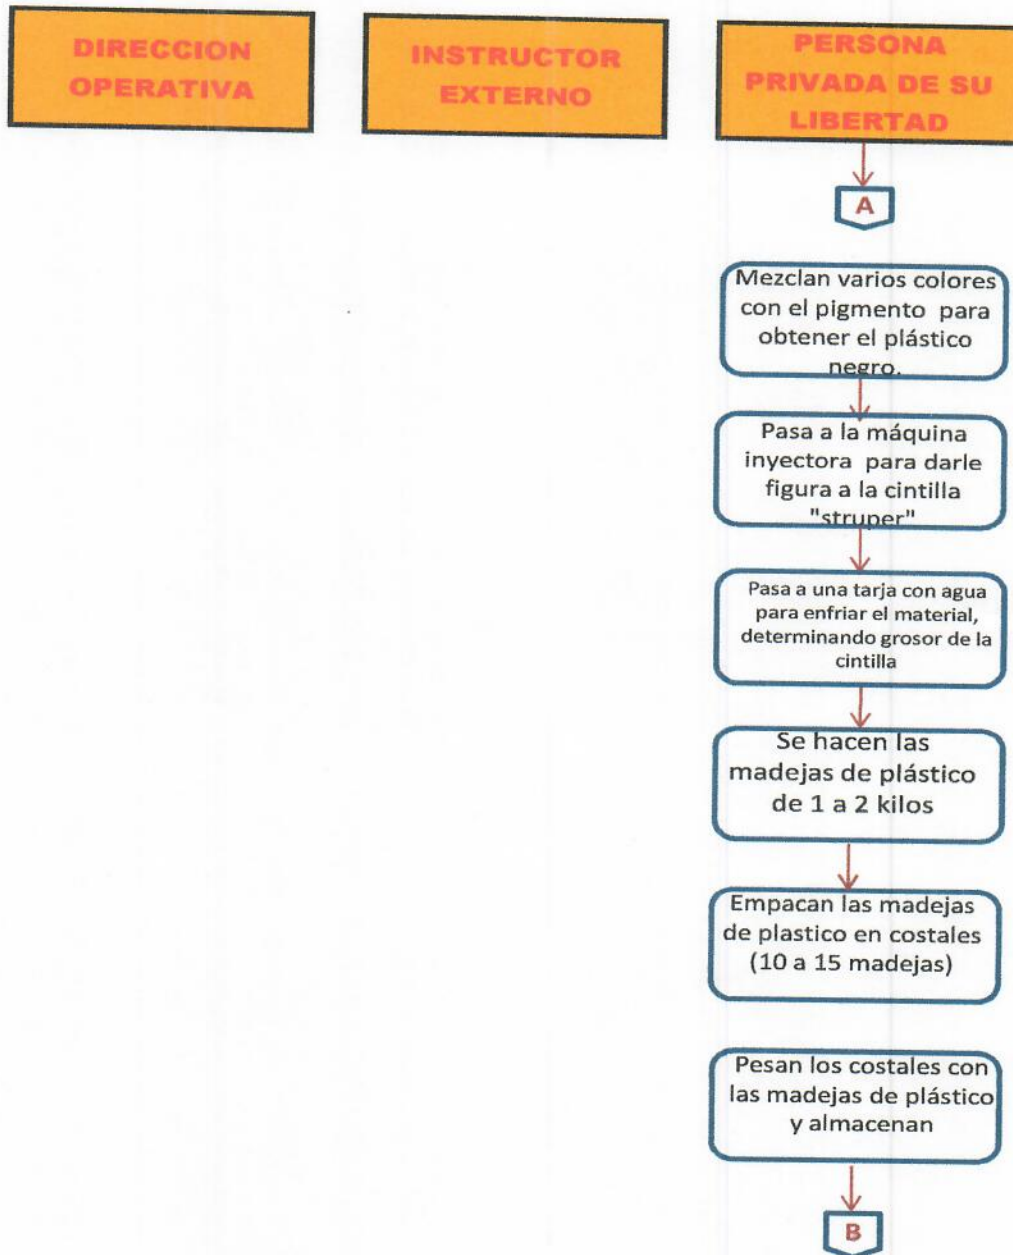 DIRECCION
OPERATIVA
INSTRUCTOR
EXTERNO
PERSONA
PRIVADA DE SU
LIBERTAD
A
Mezclan varios colores
con el pigmento para
obtener el plástico
negro.
Pasa a la máquina
inyectora para darle
figura a la cintilla
"struper"
Pasa a una tarja con agua
para enfriar el material,
determinando grosor de la
cintilla
Se hacen las
madejas de plástico
de 1 a 2 kilos
Empacan las madejas
de plastico en costales
(10 a 15 madejas)
Pesan los costales con
las madejas de plástico
y almacenan
B